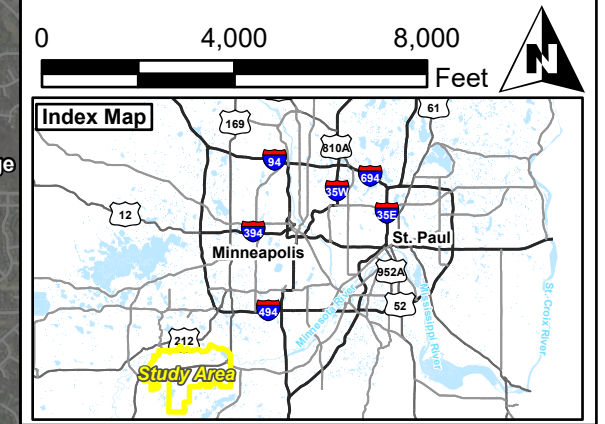 0 4,000 8,000
N
Feet
Index Map
61
169
810A
94
694
35W
35E
12
394
Minneapolis
St. Paul
952A
494
52
Minnesota River
Mississippi River
St. Croix River
212
Study Area